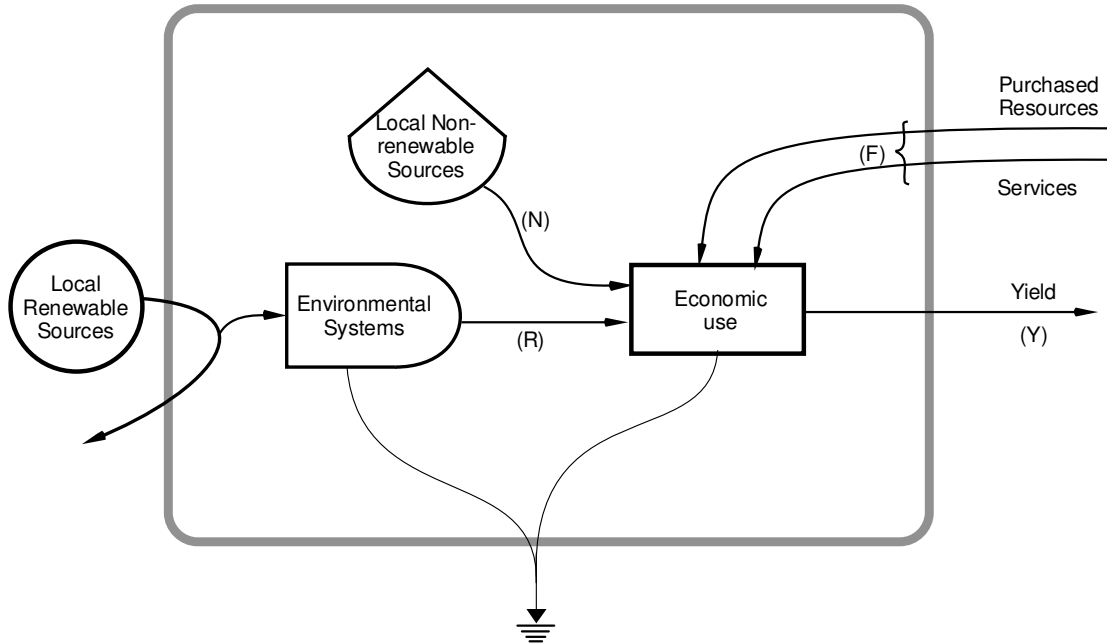 Purchased
Resources
Local Non-
renewable
Sources
(F)
Services
(N)
Local
Renewable
Sources
Environmental
Systems
(R)
Economic
use
Yield
(Y)